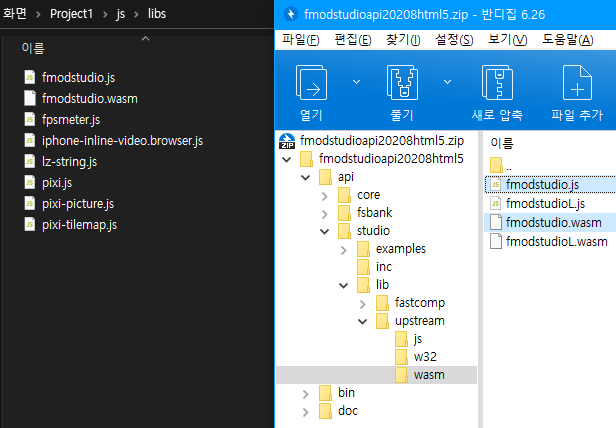 화면 > Project1 > js > libs
이름
fmodstudio.js
fmodstudio.wasm
fpsmeter.js
iphone-inline-video.browser.js
lz-string.js
pixi.js
pixi-picture.js
pixi-tilemap.js
fmodstudioapi20208html5.zip - 반디집 6.26
파일(F) 편집(E) 찾기(I) 설정(S) 보기(V) 도움말(A)
열기 풀기 새로 압축 파일 추가
ZIP fmodstudioapi20208html5.zip
fmodstudioapi20208html5
api
core
fsbank
studio
examples
inc
lib
fastcomp
upstream
js
w32
wasm
bin
doc
이름
..
fmodstudio.js
fmodstudioL.js
fmodstudio.wasm
fmodstudioL.wasm